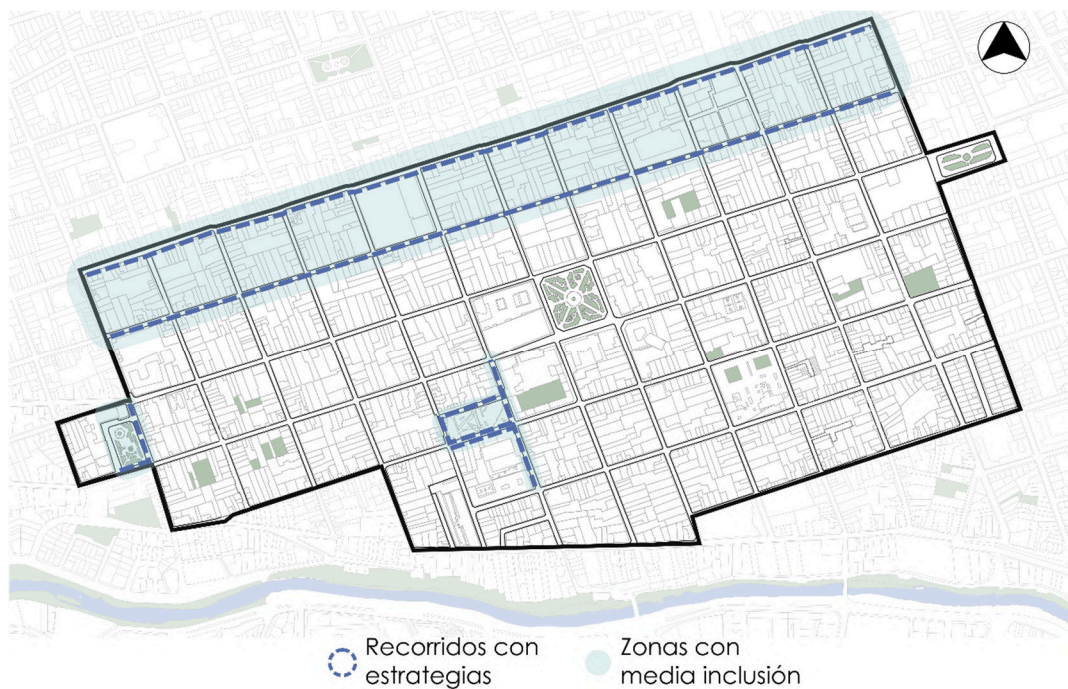 Recorridos con
estrategias
Zonas con
media inclusión